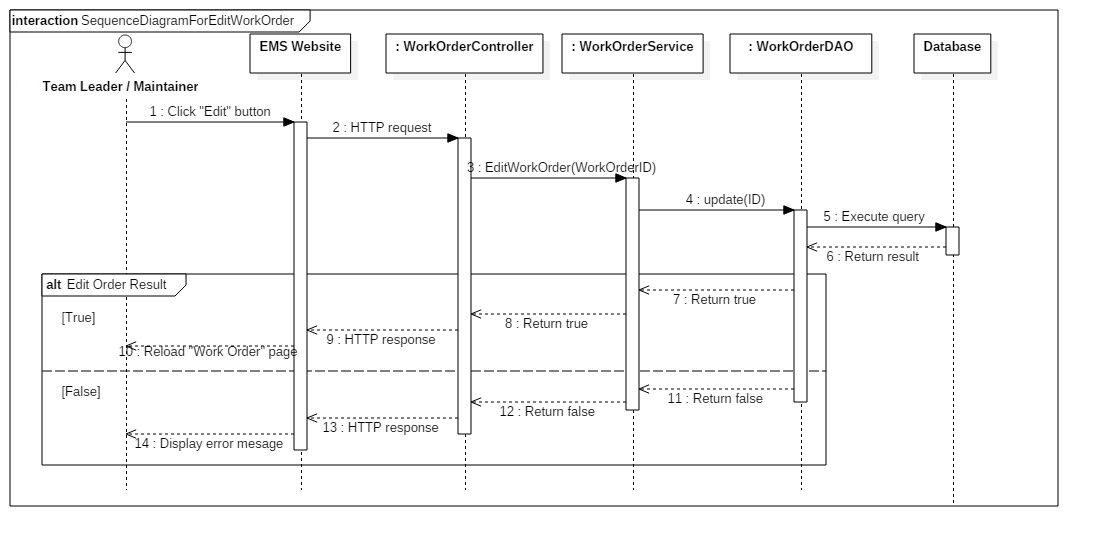 interaction SequenceDiagramForEditWorkOrder
EMS Website
: WorkOrderController
: WorkOrderService
: WorkOrderDAO
Database
Team Leader / Maintainer
1 : Click "Edit" button
2 : HTTP request
3 : EditWorkOrder(WorkOrderID)
4 : update(ID)
5 : Execute query
6 : Return result
alt Edit Order Result
7 : Return true
[True]
8 : Return true
9 : HTTP response
10 : Reload "Work Order" page
[False]
11 : Return false
12 : Return false
13 : HTTP response
14 : Display error mesage